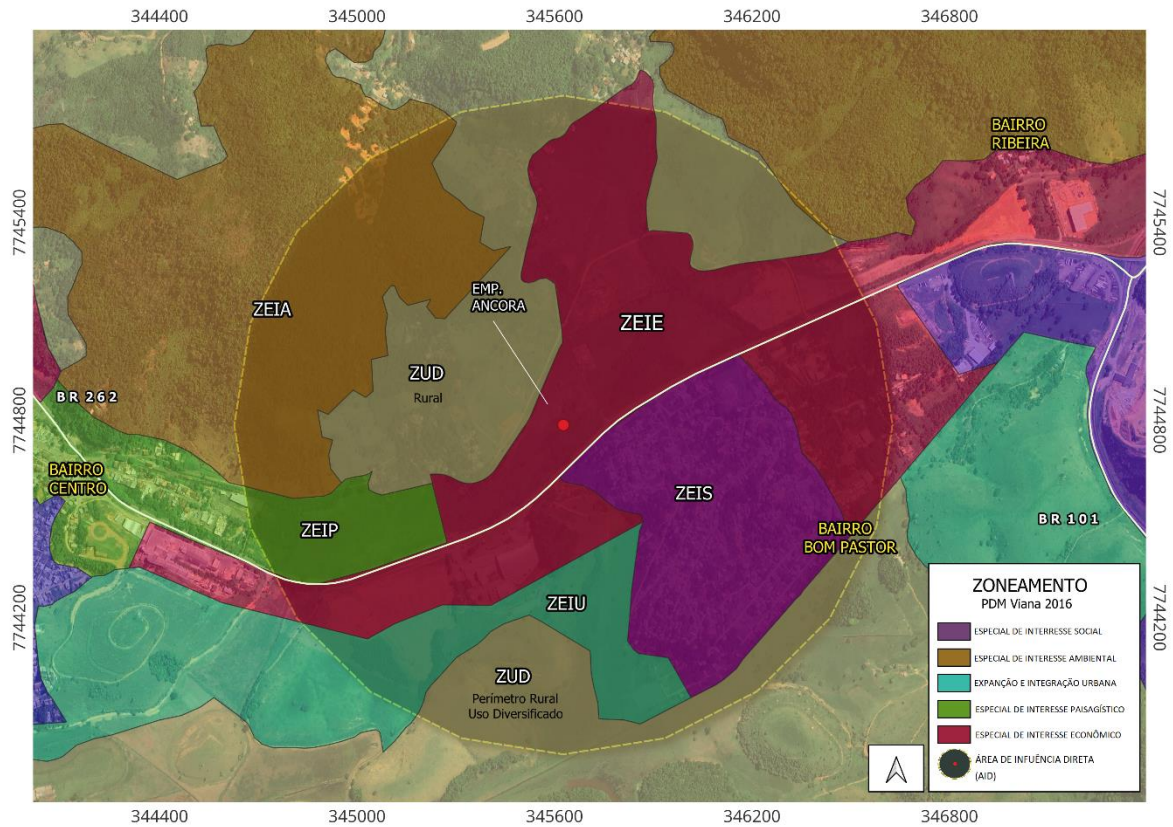 344400 345000 345600 346200 346800
BAIRRO
RIBEIRA
7745400
7745400
EMP.
ANCORA
ZEIA
ZEIE
ZUD
Rural
BR 262
7744800
7744800
BAIRRO
CENTRO
ZEIS
ZEIP
BR 101
BAIRRO
BOM PASTOR
ZEIU
7744200
7744200
ZUD
Perímetro Rural
Uso Diversificado
ZONEAMENTO
PDM Viana 2016
ESPECIAL DE INTERRESSE SOCIAL
ESPECIAL DE INTERESSE AMBIENTAL
EXPANÇÃO E INTEGRAÇÃO URBANA
ESPECIAL DE INTERESSE PAISAGÍSTICO
ESPECIAL DE INTERESSE ECONÔMICO
ÁREA DE INFUÊNCIA DIRETA
(AID)
344400 345000 345600 346200 346800